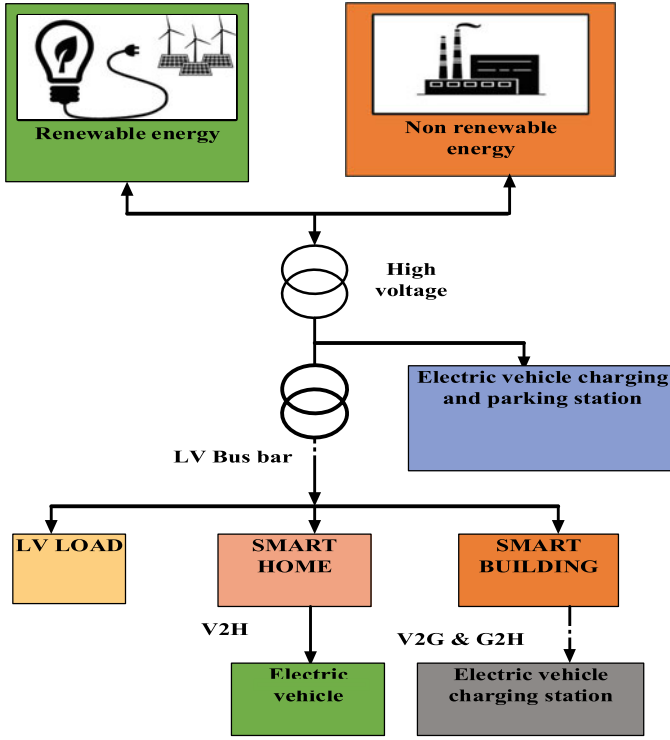 Renewable energy
Non renewable
energy
High
voltage
Electric vehicle charging
and parking station
LV Bus bar
LV LOAD
SMART
HOME
SMART
BUILDING
V2H
V2G & G2H
Electric
vehicle
Electric vehicle
charging station